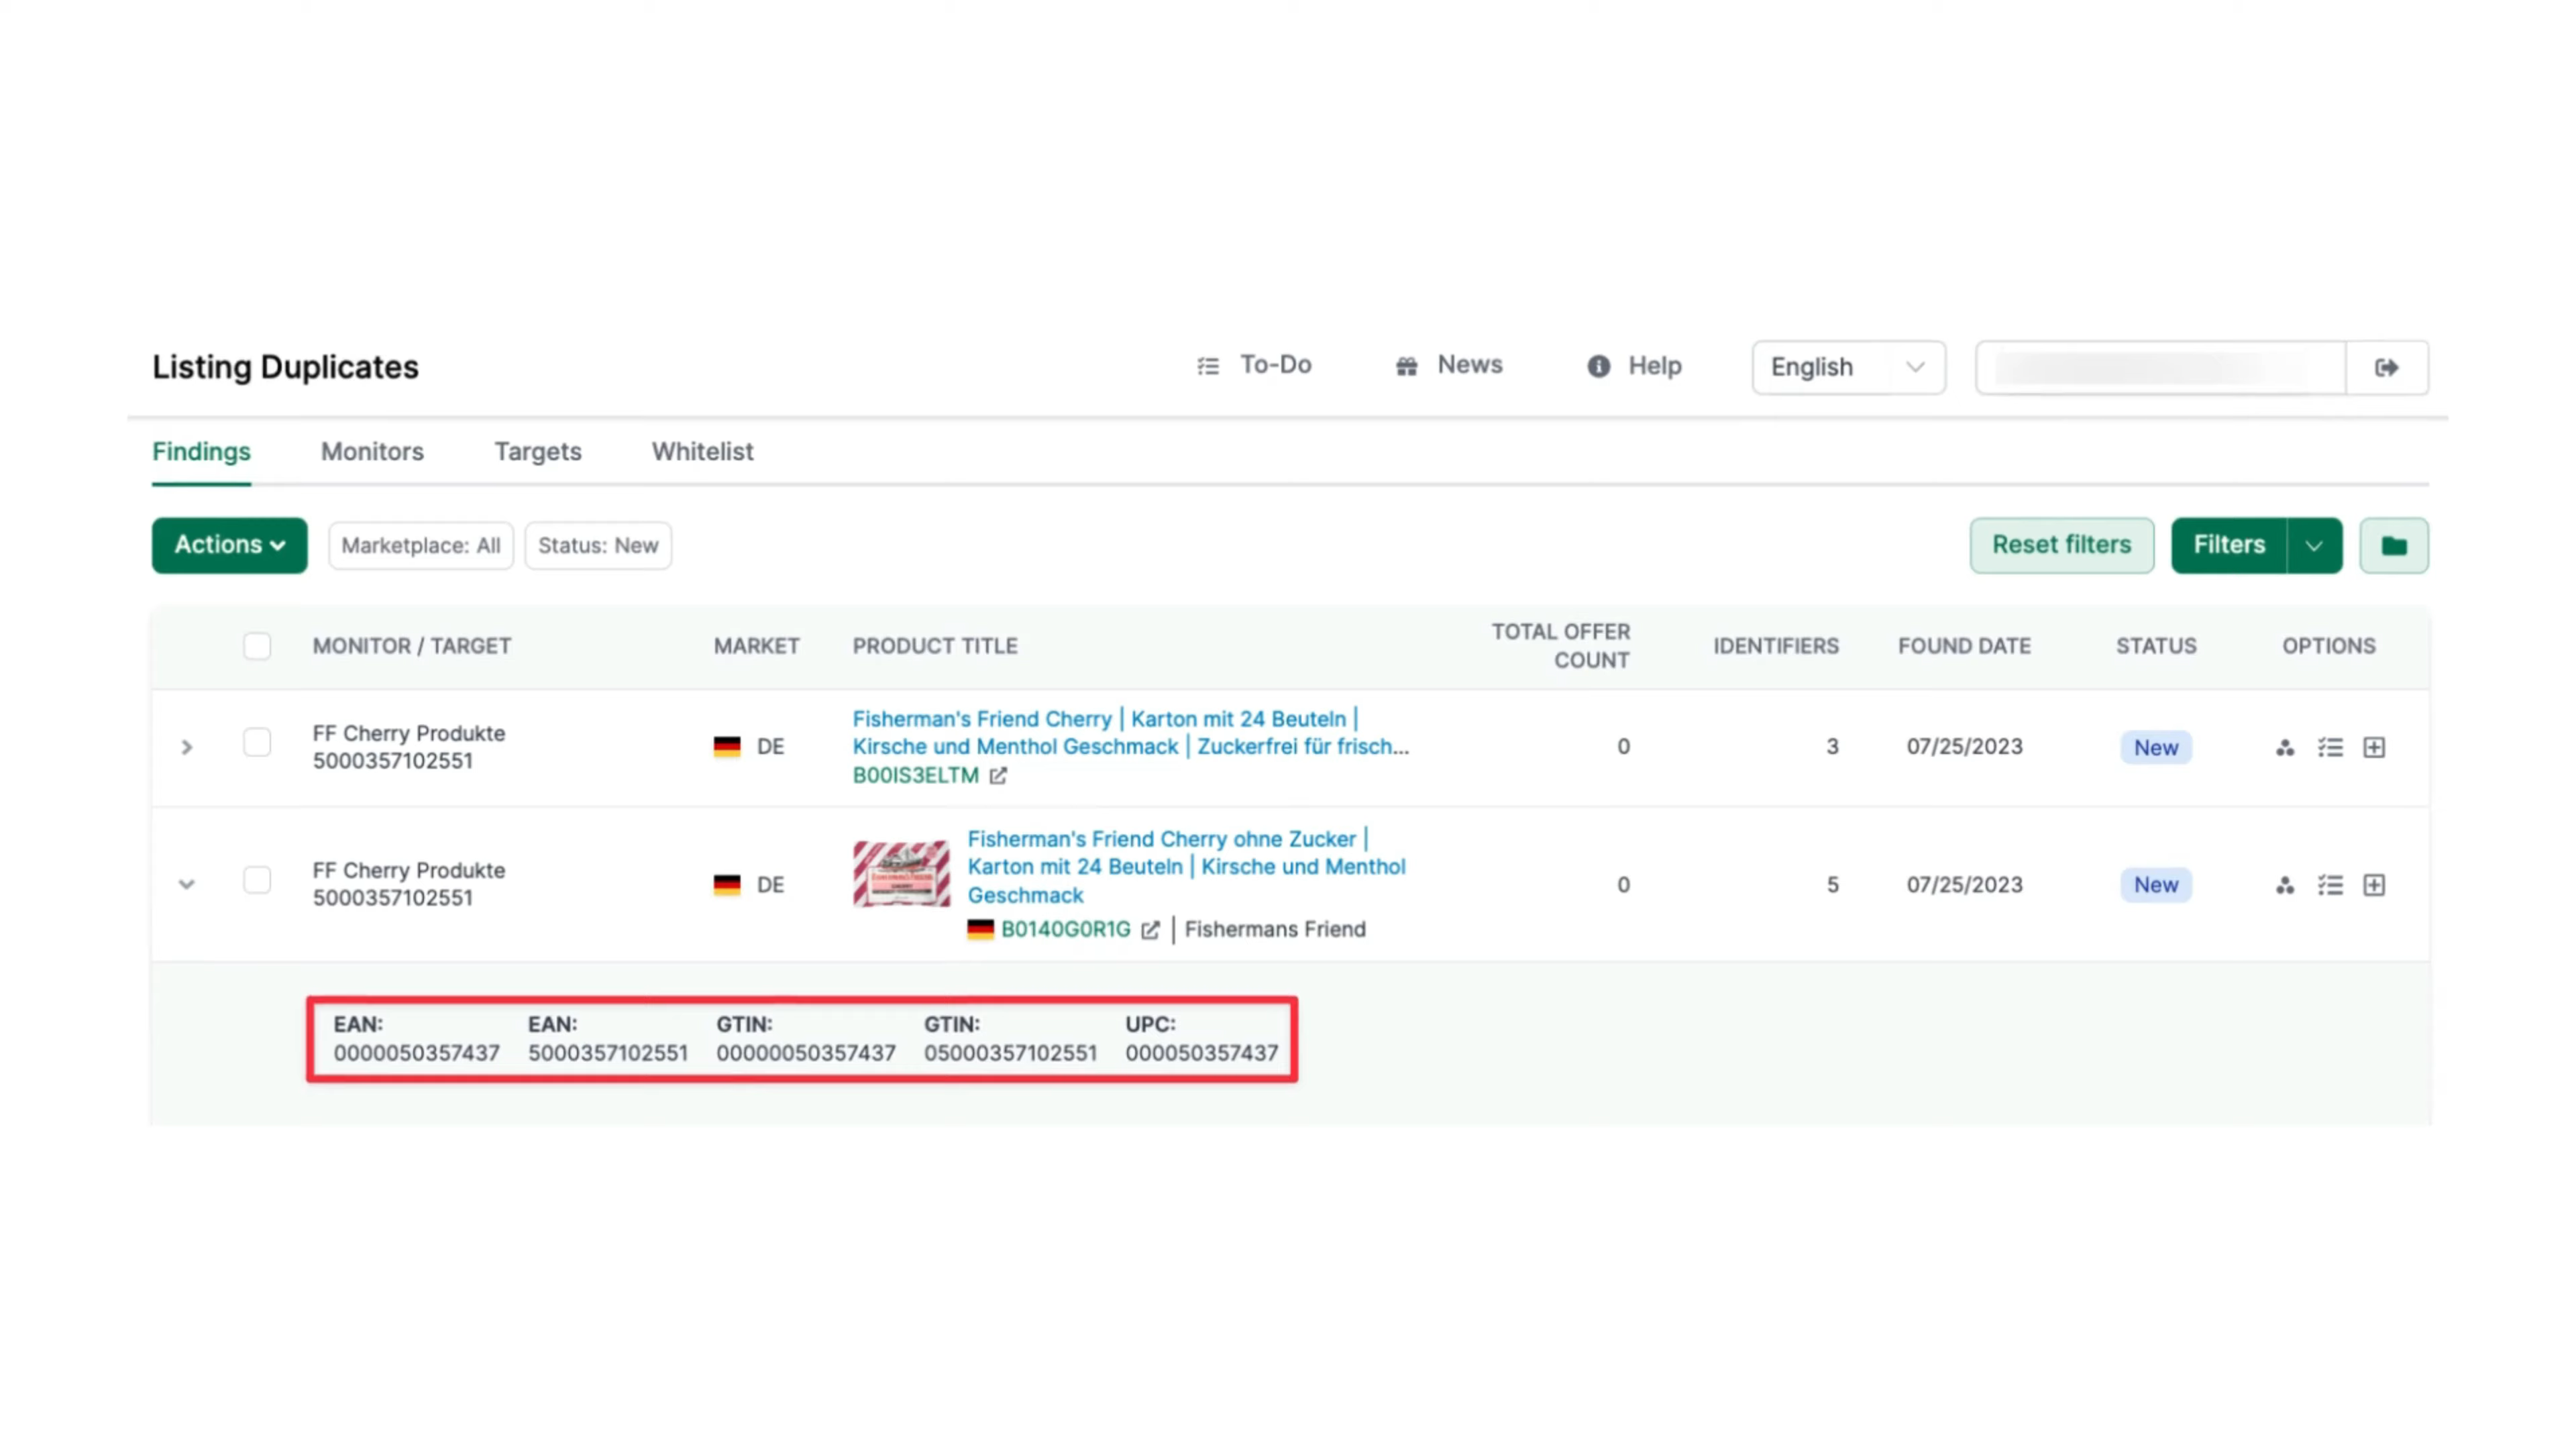 Listing Duplicates
To-Do
News
Help
English
Findings
Monitors
Targets
Whitelist
Actions
Marketplace: All
Status: New
Reset filters
Filters
MONITOR / TARGET
MARKET
PRODUCT TITLE
TOTAL OFFER
COUNT
IDENTIFIERS
FOUND DATE
STATUS
OPTIONS
FF Cherry Produkte
5000357102551
DE
Fisherman's Friend Cherry | Karton mit 24 Beuteln |
Kirsche und Menthol Geschmack | Zuckerfrei für frisch...
B00IS3ELTM
0
3
07/25/2023
New
FF Cherry Produkte
5000357102551
DE
Fisherman's Friend Cherry ohne Zucker |
Karton mit 24 Beuteln | Kirsche und Menthol
Geschmack
B0140G0R1G | Fishermans Friend
0
5
07/25/2023
New
EAN:
0000050357437
EAN:
5000357102551
GTIN:
00000050357437
GTIN:
05000357102551
UPC:
000050357437